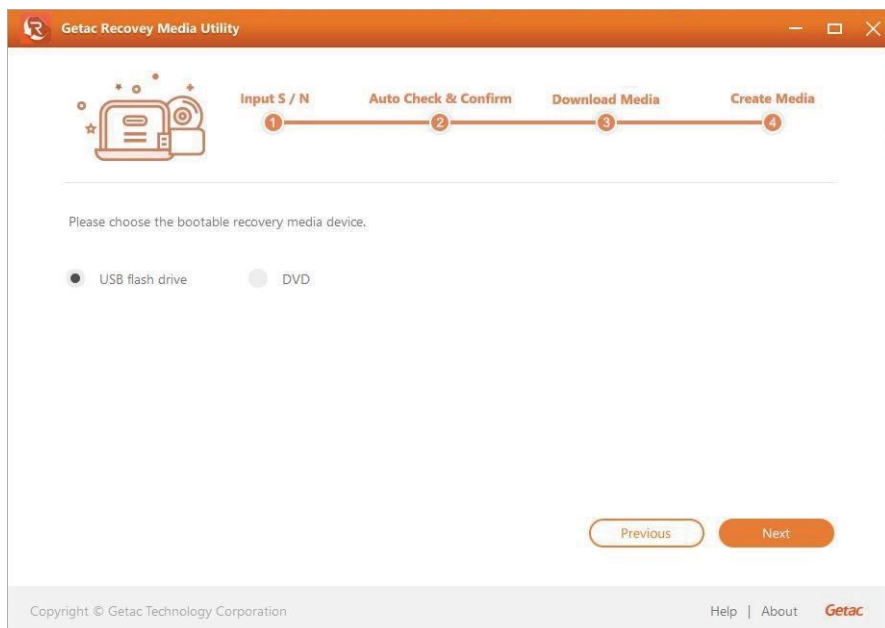 Getac Recovey Media Utility
Input S / N
Auto Check & Confirm
Download Media
Create Media
1
2
3
4
Please choose the bootable recovery media device.
USB flash drive
DVD
Previous
Next
Copyright © Getac Technology Corporation
Help | About
Getac